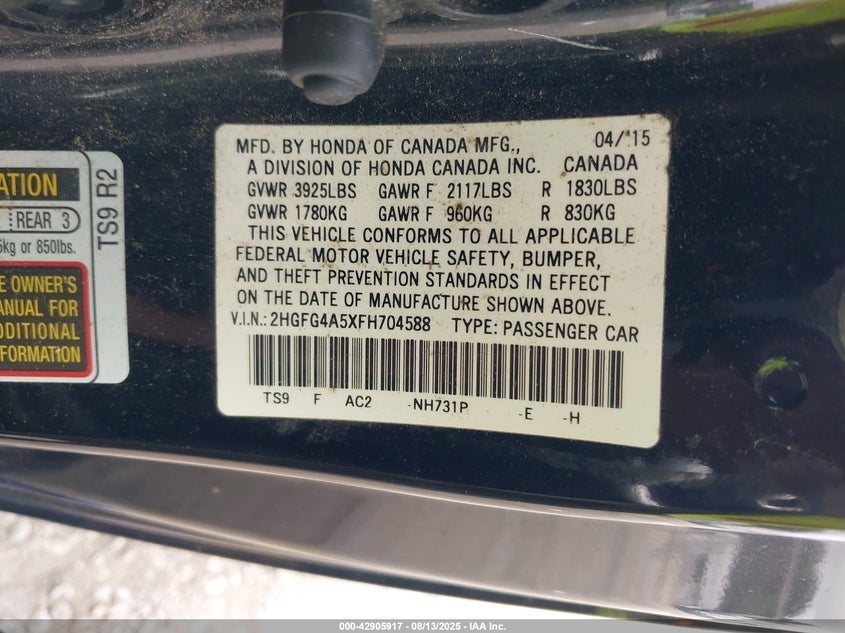 ATION
REAR 3
kg or 850lbs.
TS9 R2
OWNER'S
MANUAL FOR
FORMATION
MFD. BY HONDA OF CANADA MFG., 04/'15
A DIVISION OF HONDA CANADA INC. CANADA
GVWR 3925LBS GAWR F 2117LBS R 1830LBS
GVWR 1780KG GAWR F 960KG R 830KG
THIS VEHICLE CONFORMS TO ALL APPLICABLE
FEDERAL MOTOR VEHICLE SAFETY, BUMPER,
AND THEFT PREVENTION STANDARDS IN EFFECT
ON THE DATE OF MANUFACTURE SHOWN ABOVE.
V.I.N.: 2HGFG4A5XFH704588 TYPE: PASSENGER CAR
TS9 F AC2 -NH731P -E -H
000-42905917 - 08/13/2025 - IAA Inc.